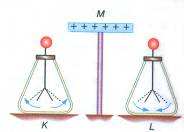 M
+ + + + + + +
K
L